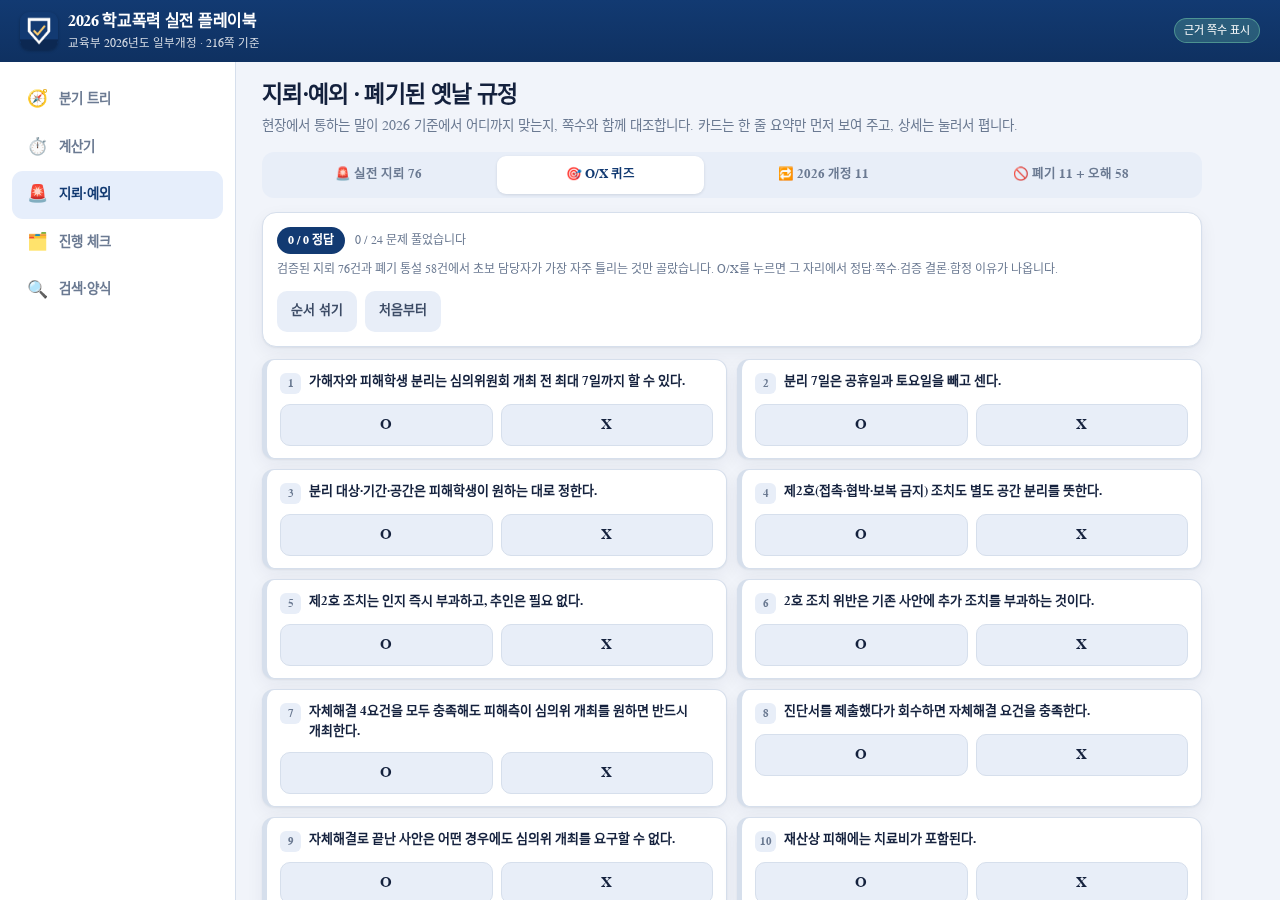 2026 학교폭력 실전 플레이북
교육부 2026년도 일부개정 · 216쪽 기준
근거 쪽수 표시
분기 트리
계산기
지뢰·예외
진행 체크
검색·양식
지뢰·예외 · 폐기된 옛날 규정
현장에서 통하는 말이 2026 기준에서 어디까지 맞는지, 쪽수와 함께 대조합니다. 카드는 한 줄 요약만 먼저 보여 주고, 상세는 눌러서 폅니다.
실전 지뢰 76
O/X 퀴즈
2026 개정 11
폐기 11 + 오해 58
0 / 0 정답
0 / 24 문제 풀었습니다
검증된 지뢰 76건과 폐기 통설 58건에서 초보 담당자가 가장 자주 틀리는 것만 골랐습니다. O/X를 누르면 그 자리에서 정답·쪽수·검증 결론·함정 이유가 나옵니다.
순서 섞기
처음부터
1 가해자와 피해학생 분리는 심의위원회 개최 전 최대 7일까지 할 수 있다.
O X
2 분리 7일은 공휴일과 토요일을 빼고 센다.
O X
3 분리 대상·기간·공간은 피해학생이 원하는 대로 정한다.
O X
4 제2호(접촉·협박·보복 금지) 조치도 별도 공간 분리를 뜻한다.
O X
5 제2호 조치는 인지 즉시 부과하고, 추인은 필요 없다.
O X
6 2호 조치 위반은 기존 사안에 추가 조치를 부과하는 것이다.
O X
7 자체해결 4요건을 모두 충족해도 피해측이 심의위 개최를 원하면 반드시
개최한다.
O X
8 진단서를 제출했다가 회수하면 자체해결 요건을 충족한다.
O X
9 자체해결로 끝난 사안은 어떤 경우에도 심의위 개최를 요구할 수 없다.
O X
10 재산상 피해에는 치료비가 포함된다.
O X